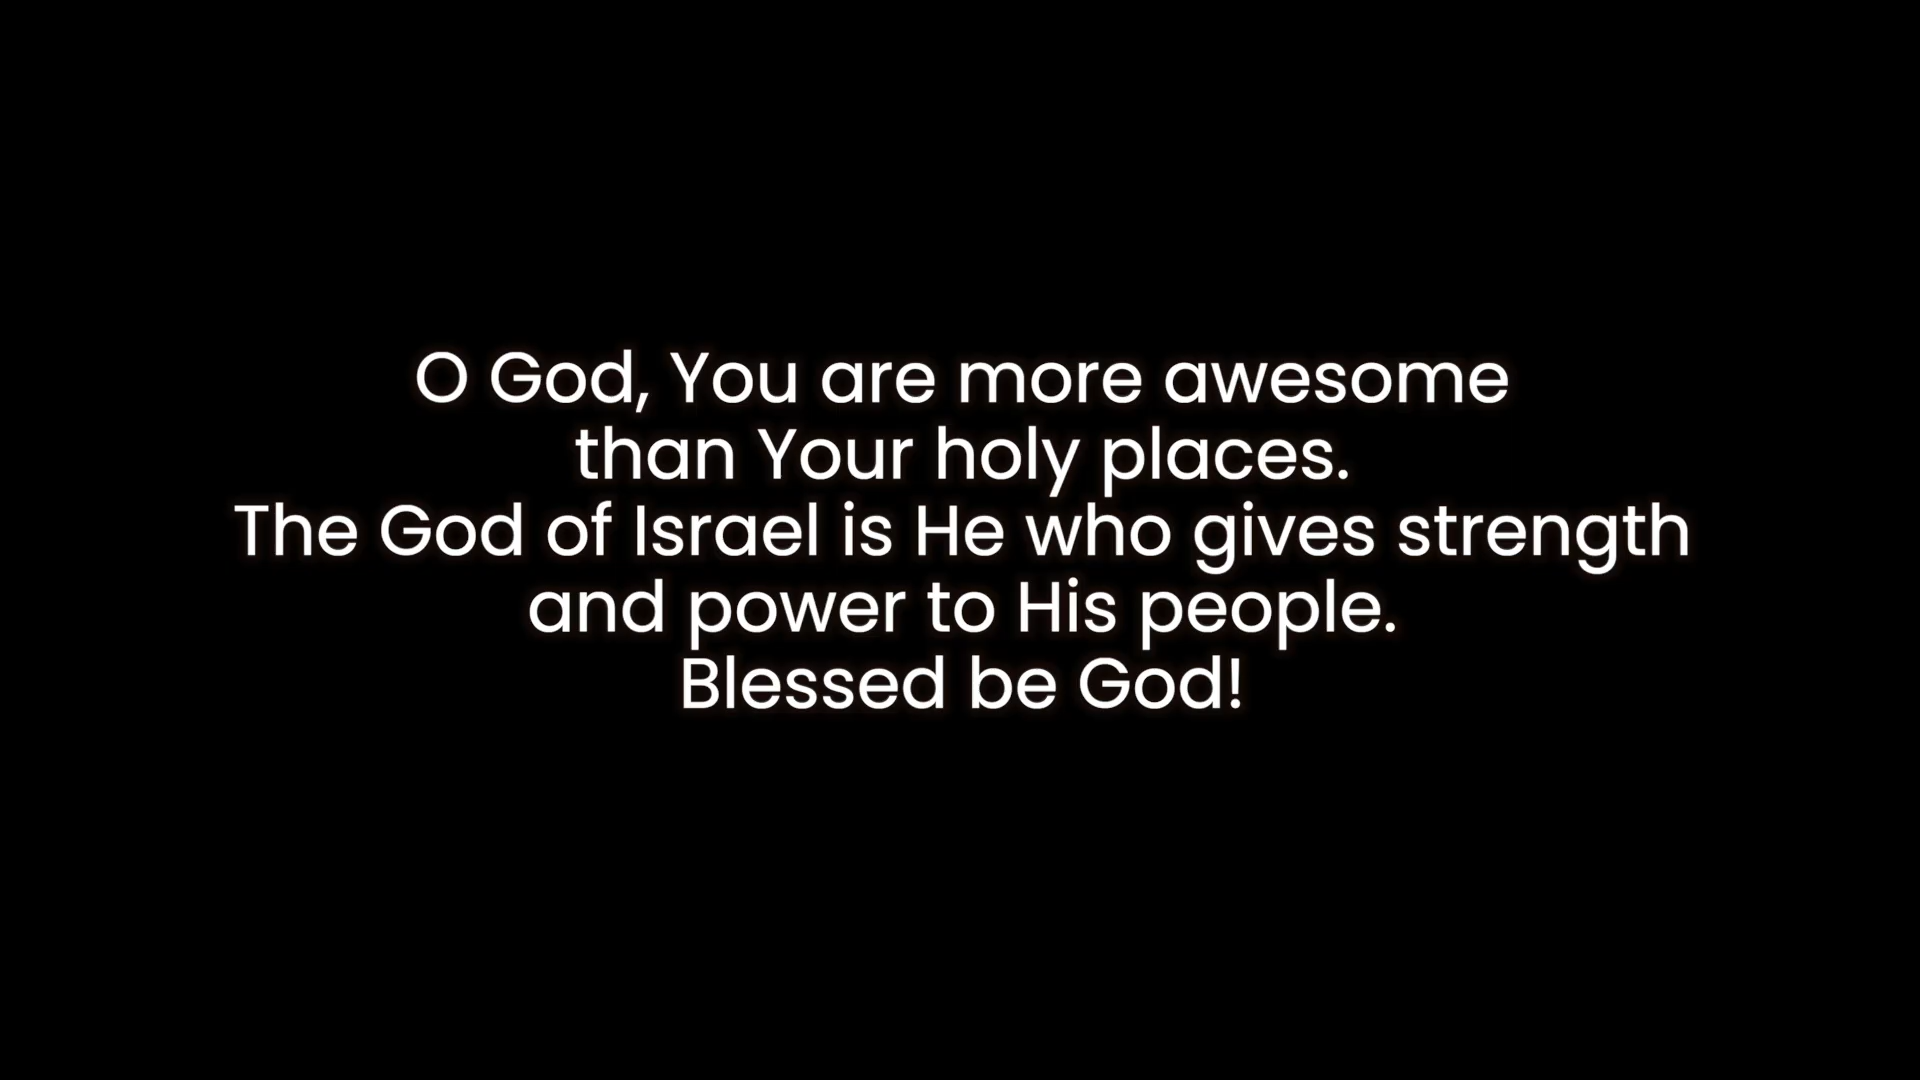 O God, You are more awesome
than Your holy places.
The God of Israel is He who gives strength
and power to His people.
Blessed be God!